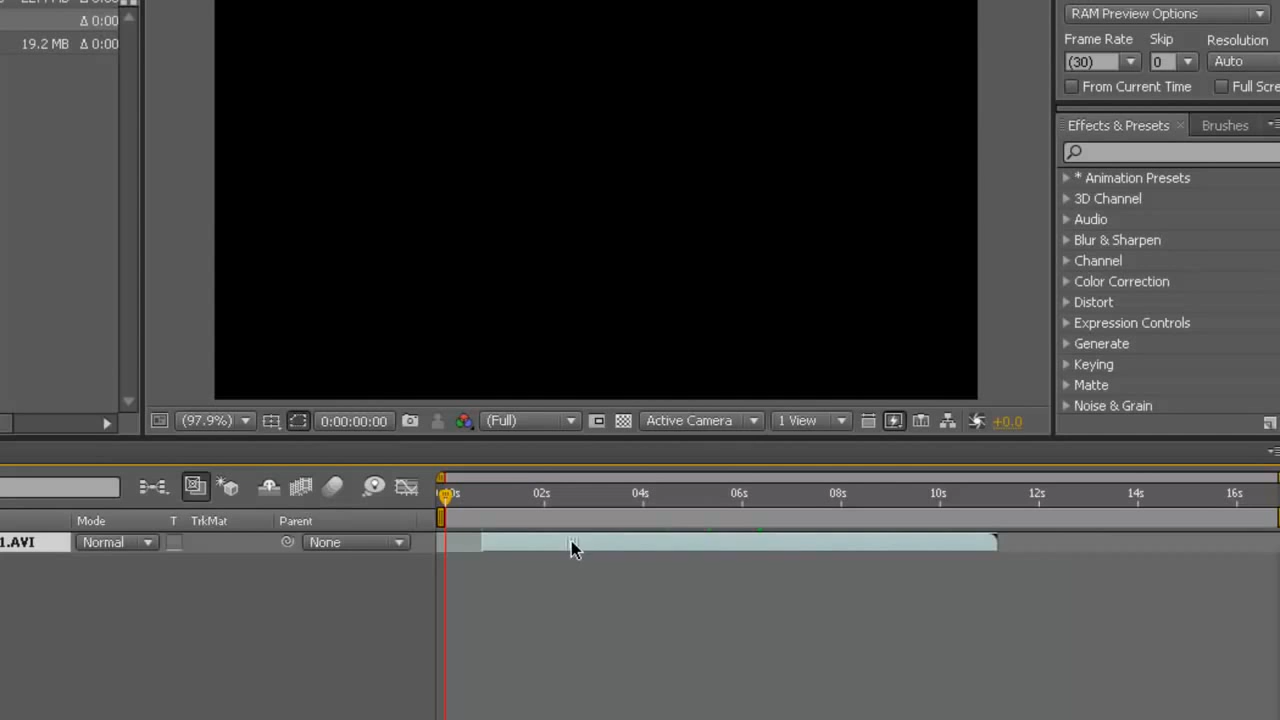 Δ 0:00
19.2 MB Δ 0:00
RAM Preview Options
Frame Rate Skip Resolution
(30) 0 Auto
From Current Time Full Scre
Effects & Presets × Brushes
* Animation Presets
3D Channel
Audio
Blur & Sharpen
Channel
Color Correction
Distort
Expression Controls
Generate
Keying
Matte
Noise & Grain
(97.9%) 0:00:00:00 (Full) Active Camera 1 View +0.0
02s 04s 06s 08s 10s 12s 14s 16s
Mode T TrkMat Parent
1.AVI Normal None